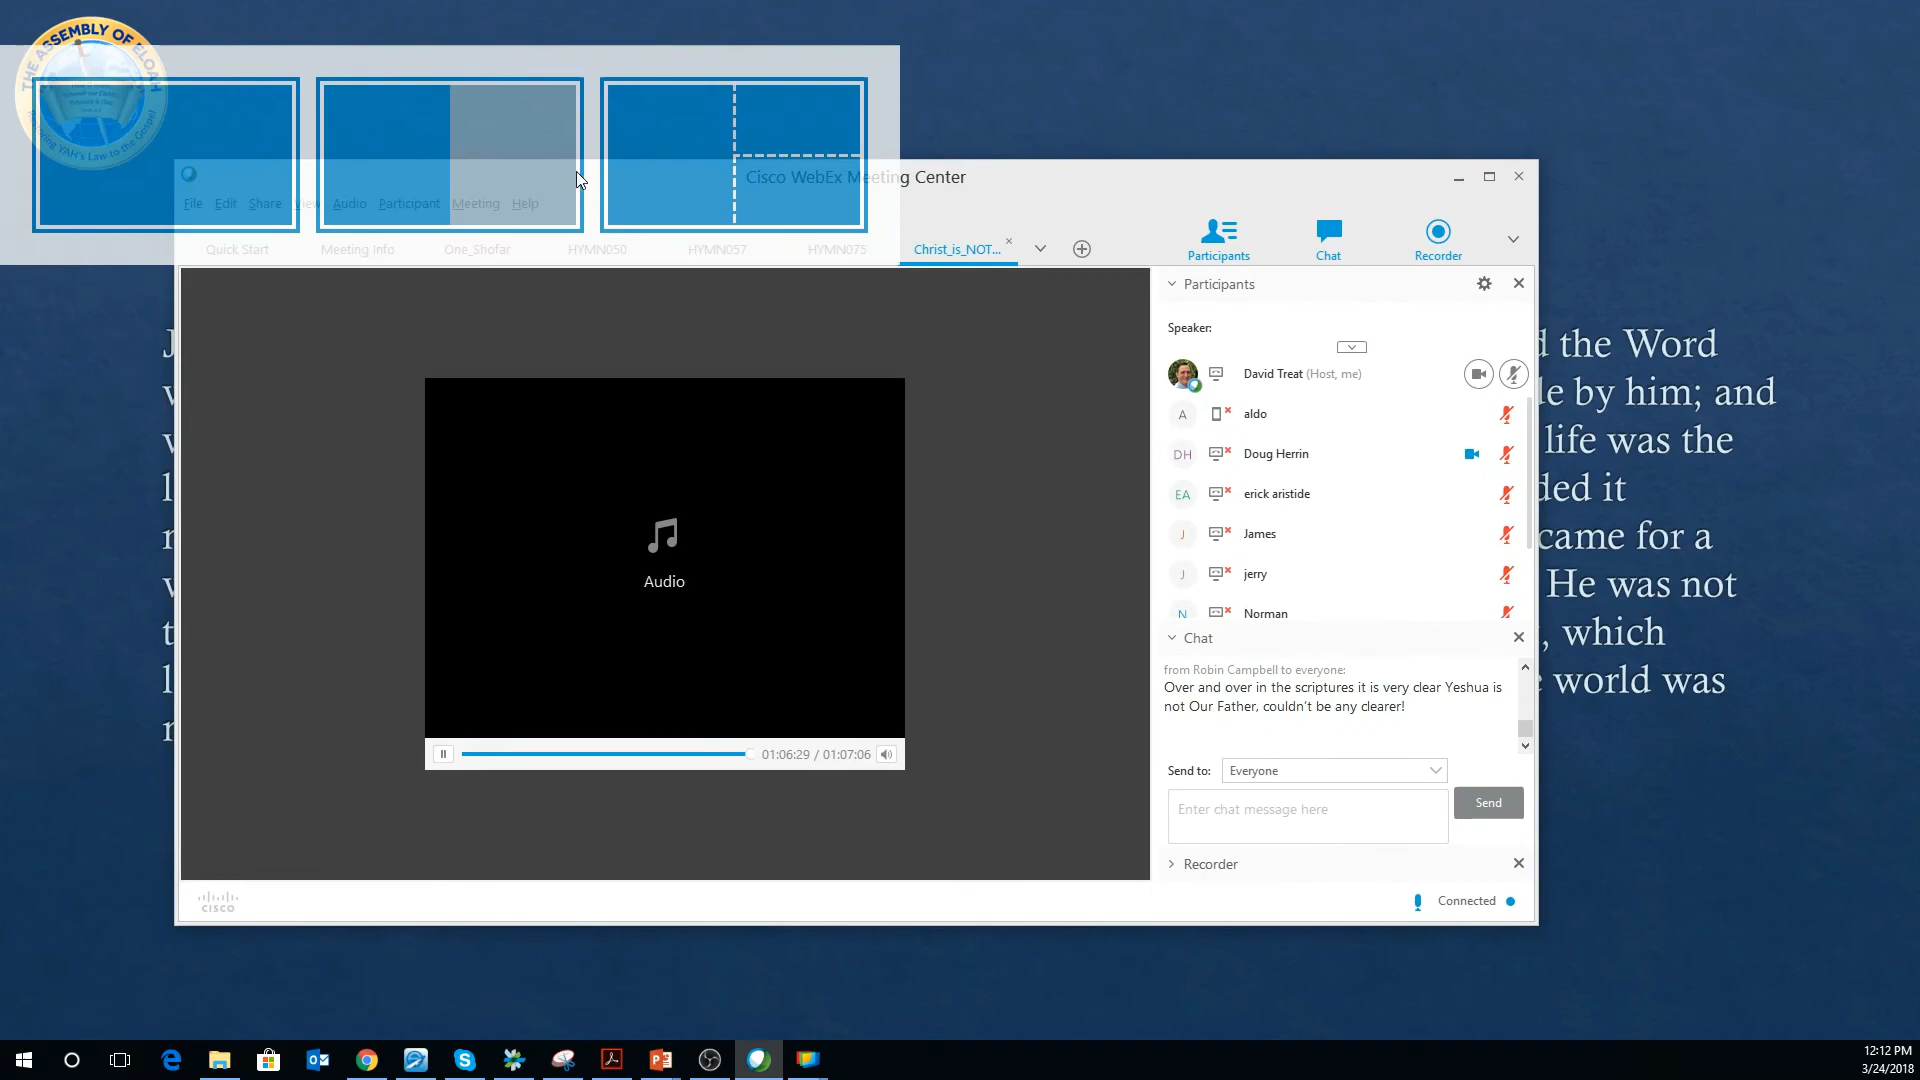 THE ASSEMBLY OF ELOAH
Restoring YAH's Law to the Gospel
Cisco WebEx Meeting Center
File Edit Share View Audio Participant Meeting Help
Quick Start Meeting Info One_Shofar HYMN050 HYMN057 HYMN075 Christ_is_NOT...
Participants Chat Recorder
Participants
Speaker:
David Treat (Host, me)
A aldo
DH Doug Herrin
EA erick aristide
J James
J jerry
N Norman
Audio
01:06:29 / 01:07:06
Chat
from Robin Campbell to everyone:
Over and over in the scriptures it is very clear Yeshua is
not Our Father, couldn't be any clearer!
Send to: Everyone
Enter chat message here
Send
Recorder
CISCO
Connected
the Word
by him; and
life was the
it
came for a
He was not
, which
world was
12:12 PM
3/24/2018